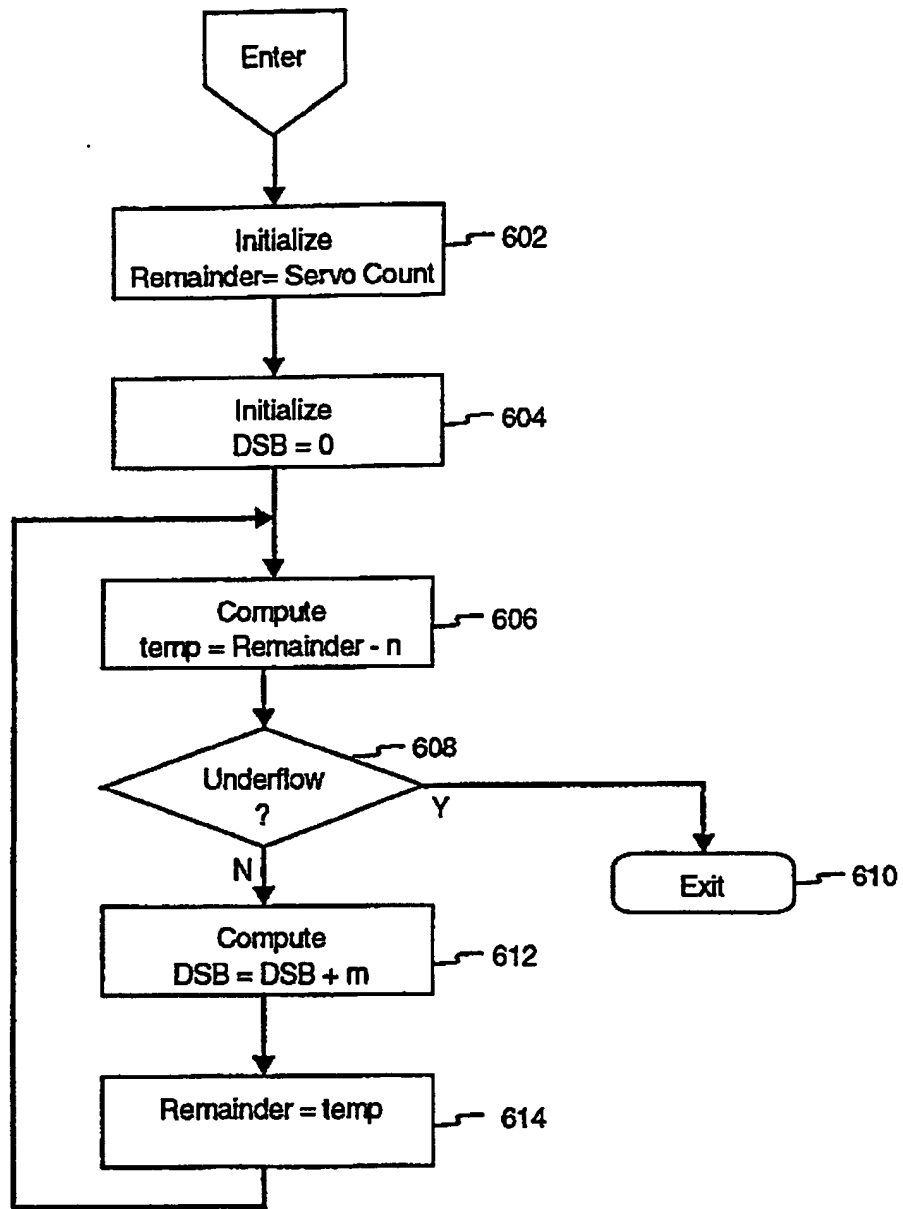 Enter
Initialize
Remainder= Servo Count
602
Initialize
DSB = 0
604
Compute
temp = Remainder - n
606
Underflow
?
608
Y
N
Exit
610
Compute
DSB = DSB + m
612
Remainder = temp
614